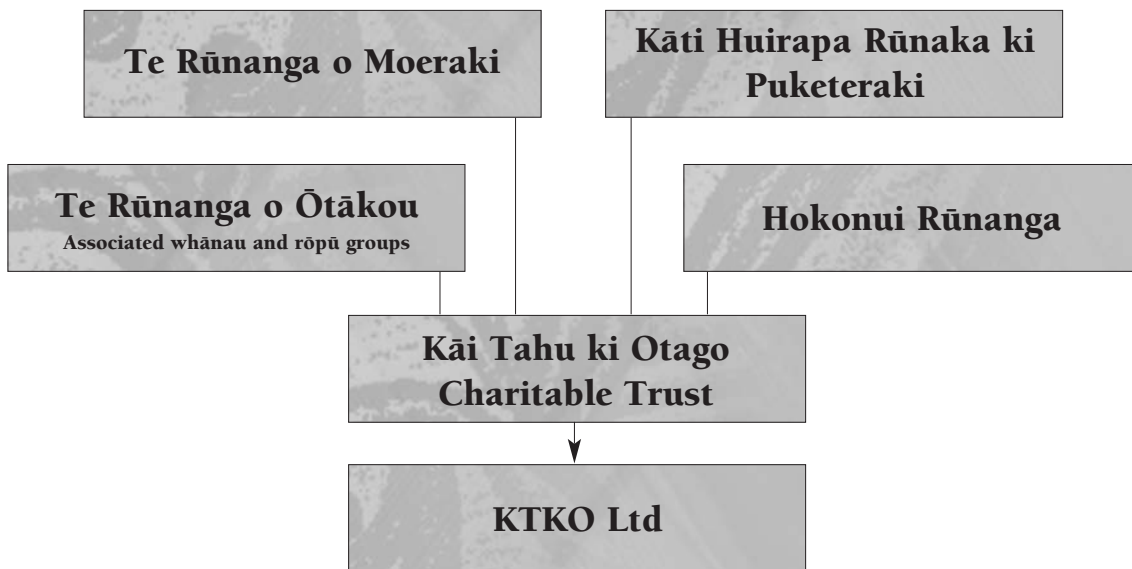 Te Rūnanga o Moeraki
Kāti Huirapa Rūnaka ki
Puketeraki
Te Rūnanga o Ōtākou
Associated whānau and rōpū groups
Hokonui Rūnanga
Kāi Tahu ki Otago
Charitable Trust
KTKO Ltd